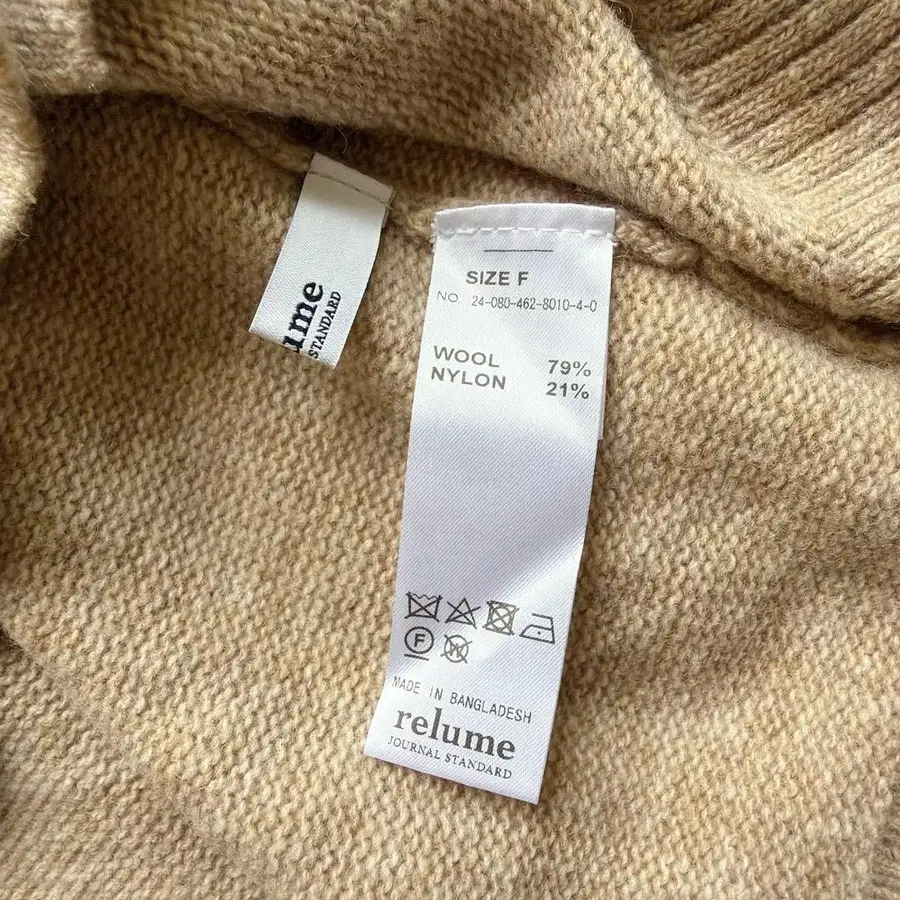 ume
STANDARD
SIZE F
NO 24-080-462-8010-4-0
WOOL 79%
NYLON 21%
F
W
MADE IN BANGLADESH
relume
JOURNAL STANDARD